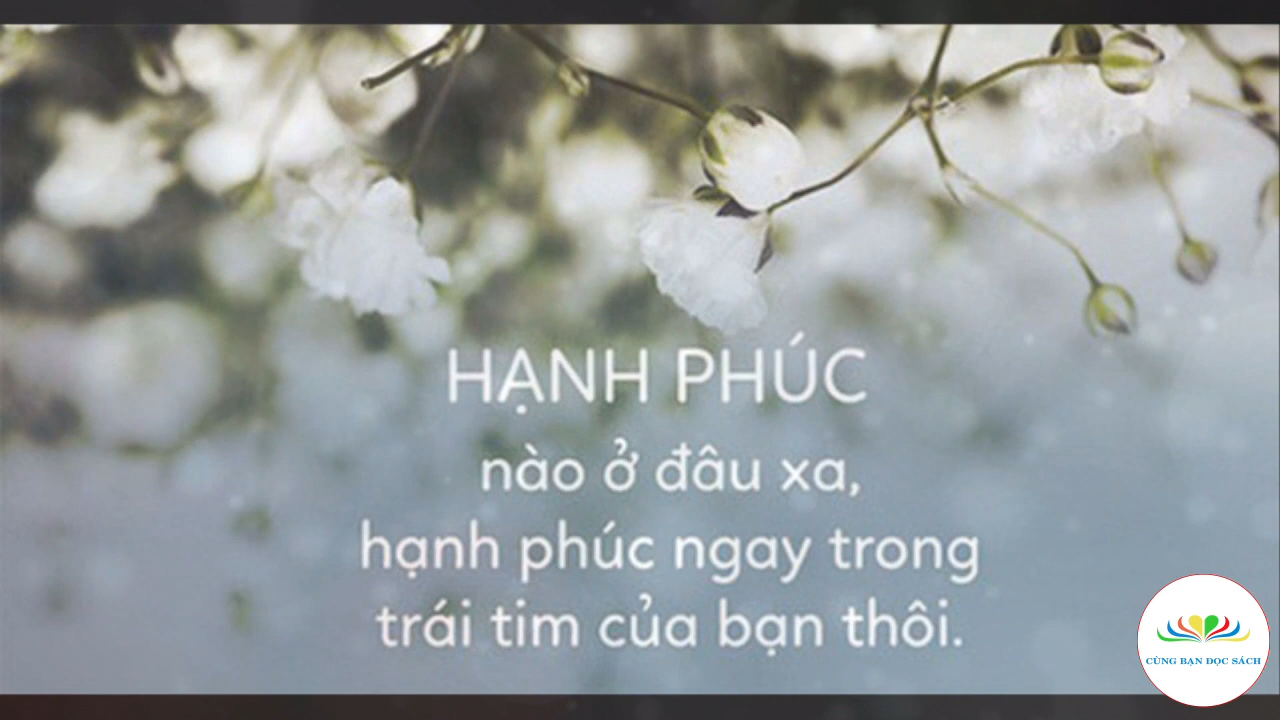 HẠNH PHÚC
nào ở đâu xa,
hạnh phúc ngay trong
trái tim của bạn thôi.
CÙNG BẠN ĐỌC SÁCH